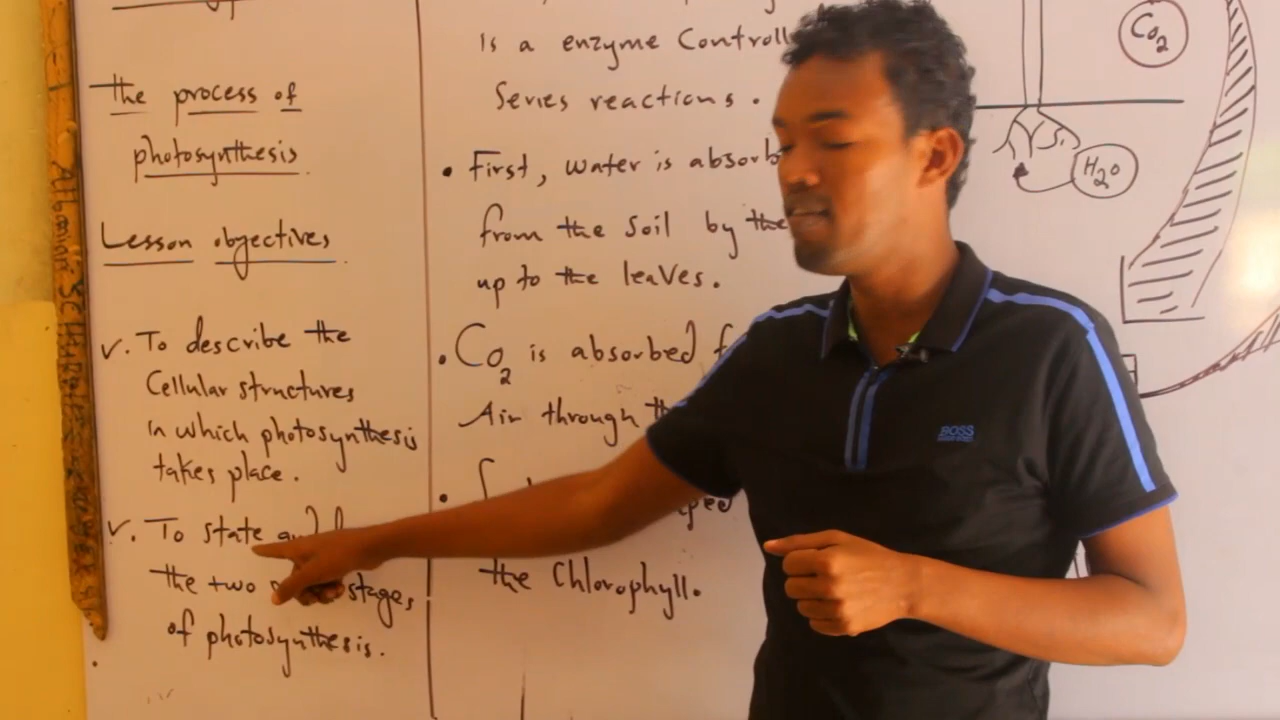 the process of
photosynthesis.
Lesson objectives.
v. To describe the
Cellular structures
in which photosynthesis
takes place.
v. To state
the two stages
of photosynthesis.
Is a enzyme Controll
Series reactions.
• First, water is absorb
from the Soil by the
up to the leaves.
• Co2 is absorbed f
Air through
the Chlorophyll.
Co2
H2O
BOSS